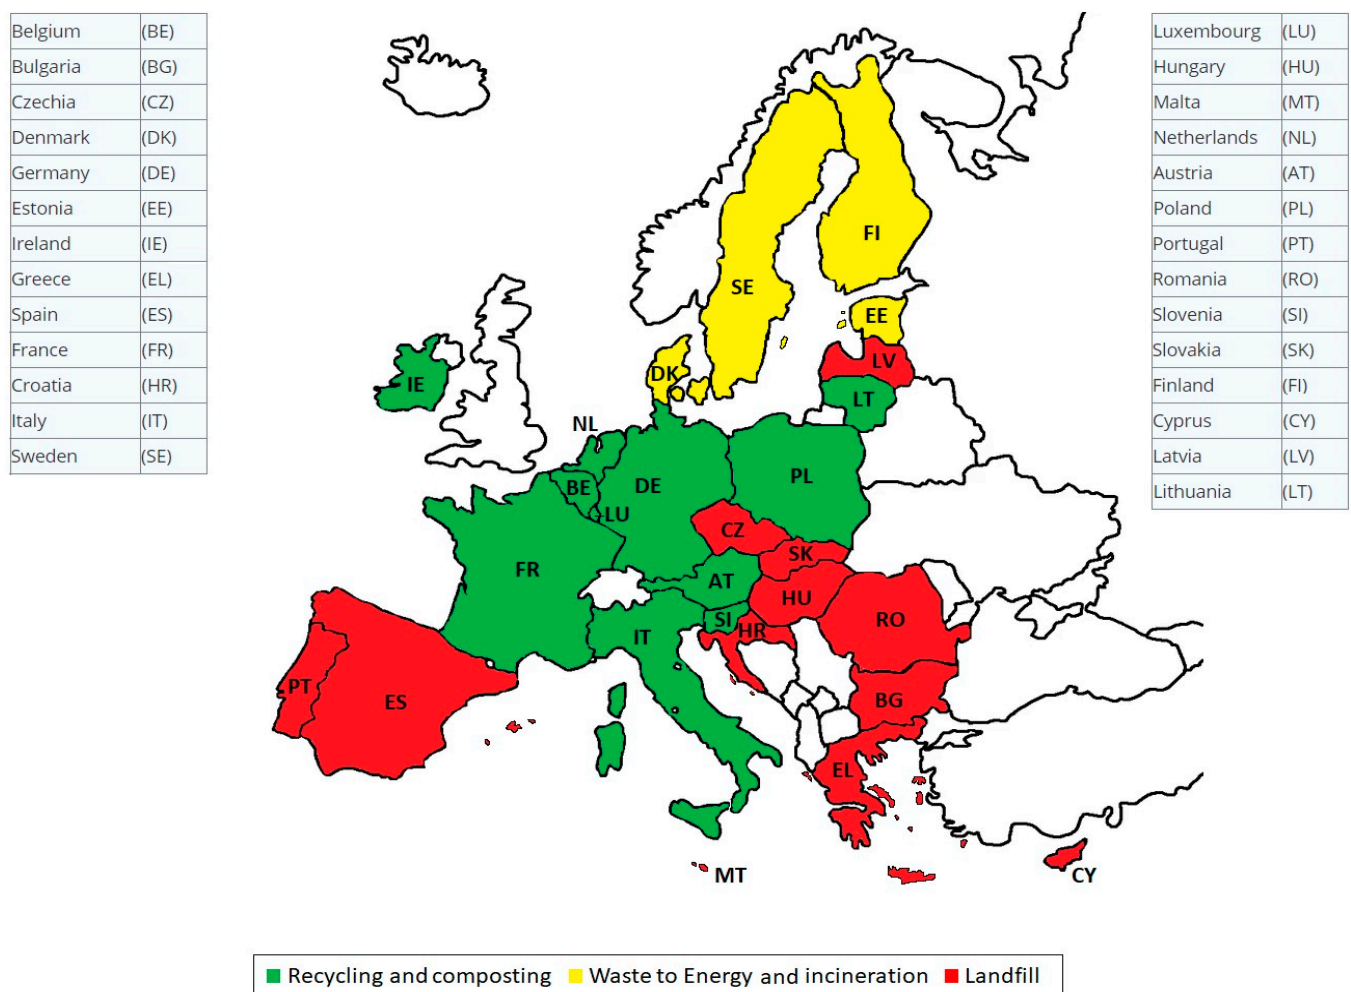 Belgium (BE)
Bulgaria (BG)
Czechia (CZ)
Denmark (DK)
Germany (DE)
Estonia (EE)
Ireland (IE)
Greece (EL)
Spain (ES)
France (FR)
Croatia (HR)
Italy (IT)
Sweden (SE)
Luxembourg (LU)
Hungary (HU)
Malta (MT)
Netherlands (NL)
Austria (AT)
Poland (PL)
Portugal (PT)
Romania (RO)
Slovenia (SI)
Slovakia (SK)
Finland (FI)
Cyprus (CY)
Latvia (LV)
Lithuania (LT)
FI
SE
EE
LV
DK
IE
LT
NL
PL
BE
DE
LU
CZ
SK
FR
AT
HU
SI
RO
HR
IT
PT
ES
BG
EL
MT
CY
Recycling and composting Waste to Energy and incineration Landfill